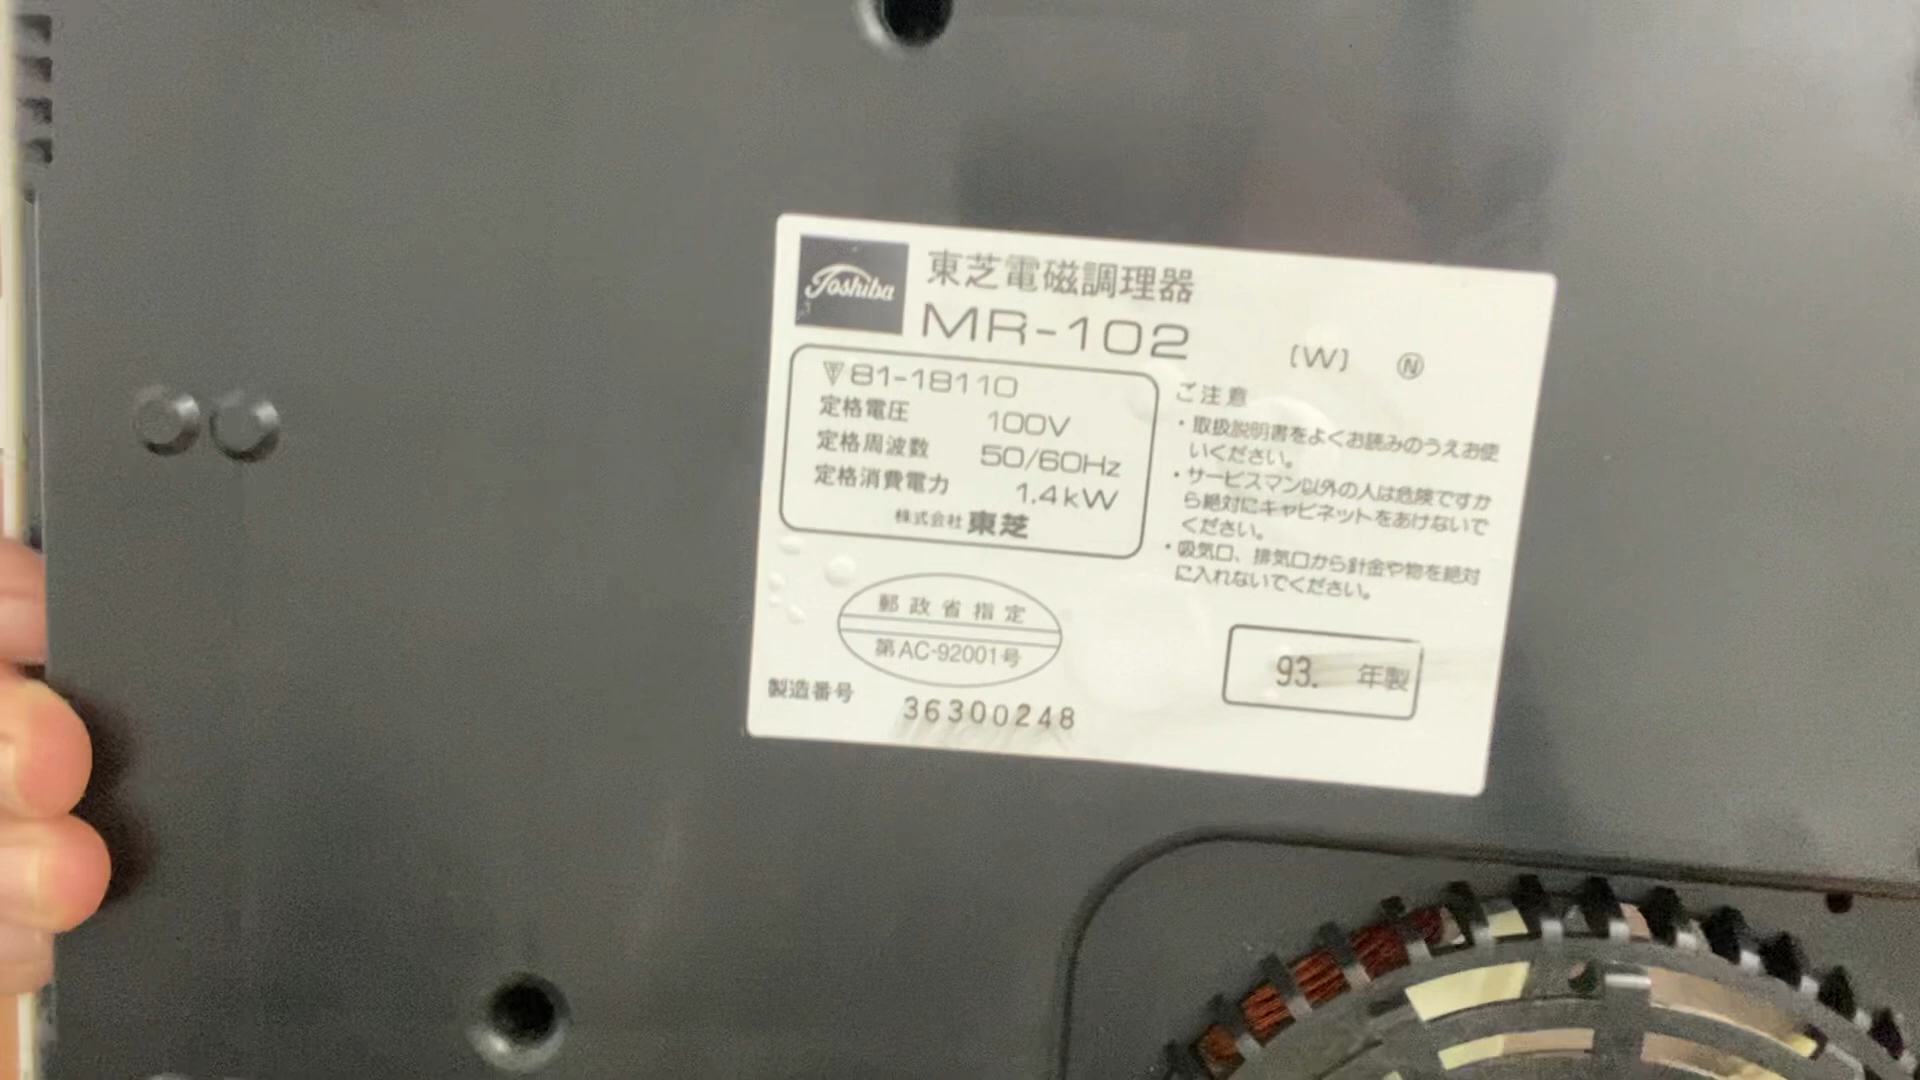 Toshiba
東芝電磁調理器
MR-102
(W) N
81-18110
定格電圧 100V
定格周波数 50/60Hz
定格消費電力 1.4kW
株式会社 東芝
ご注意
・取扱説明書をよくお読みのうえお使
いください。
・サービスマン以外の人は危険ですか
ら絶対にキャビネットをあけないで
ください。
・吸気口、排気口から針金や物を絶対
に入れないでください。
郵政省指定
第AC-92001号
93. 年製
製造番号 36300248